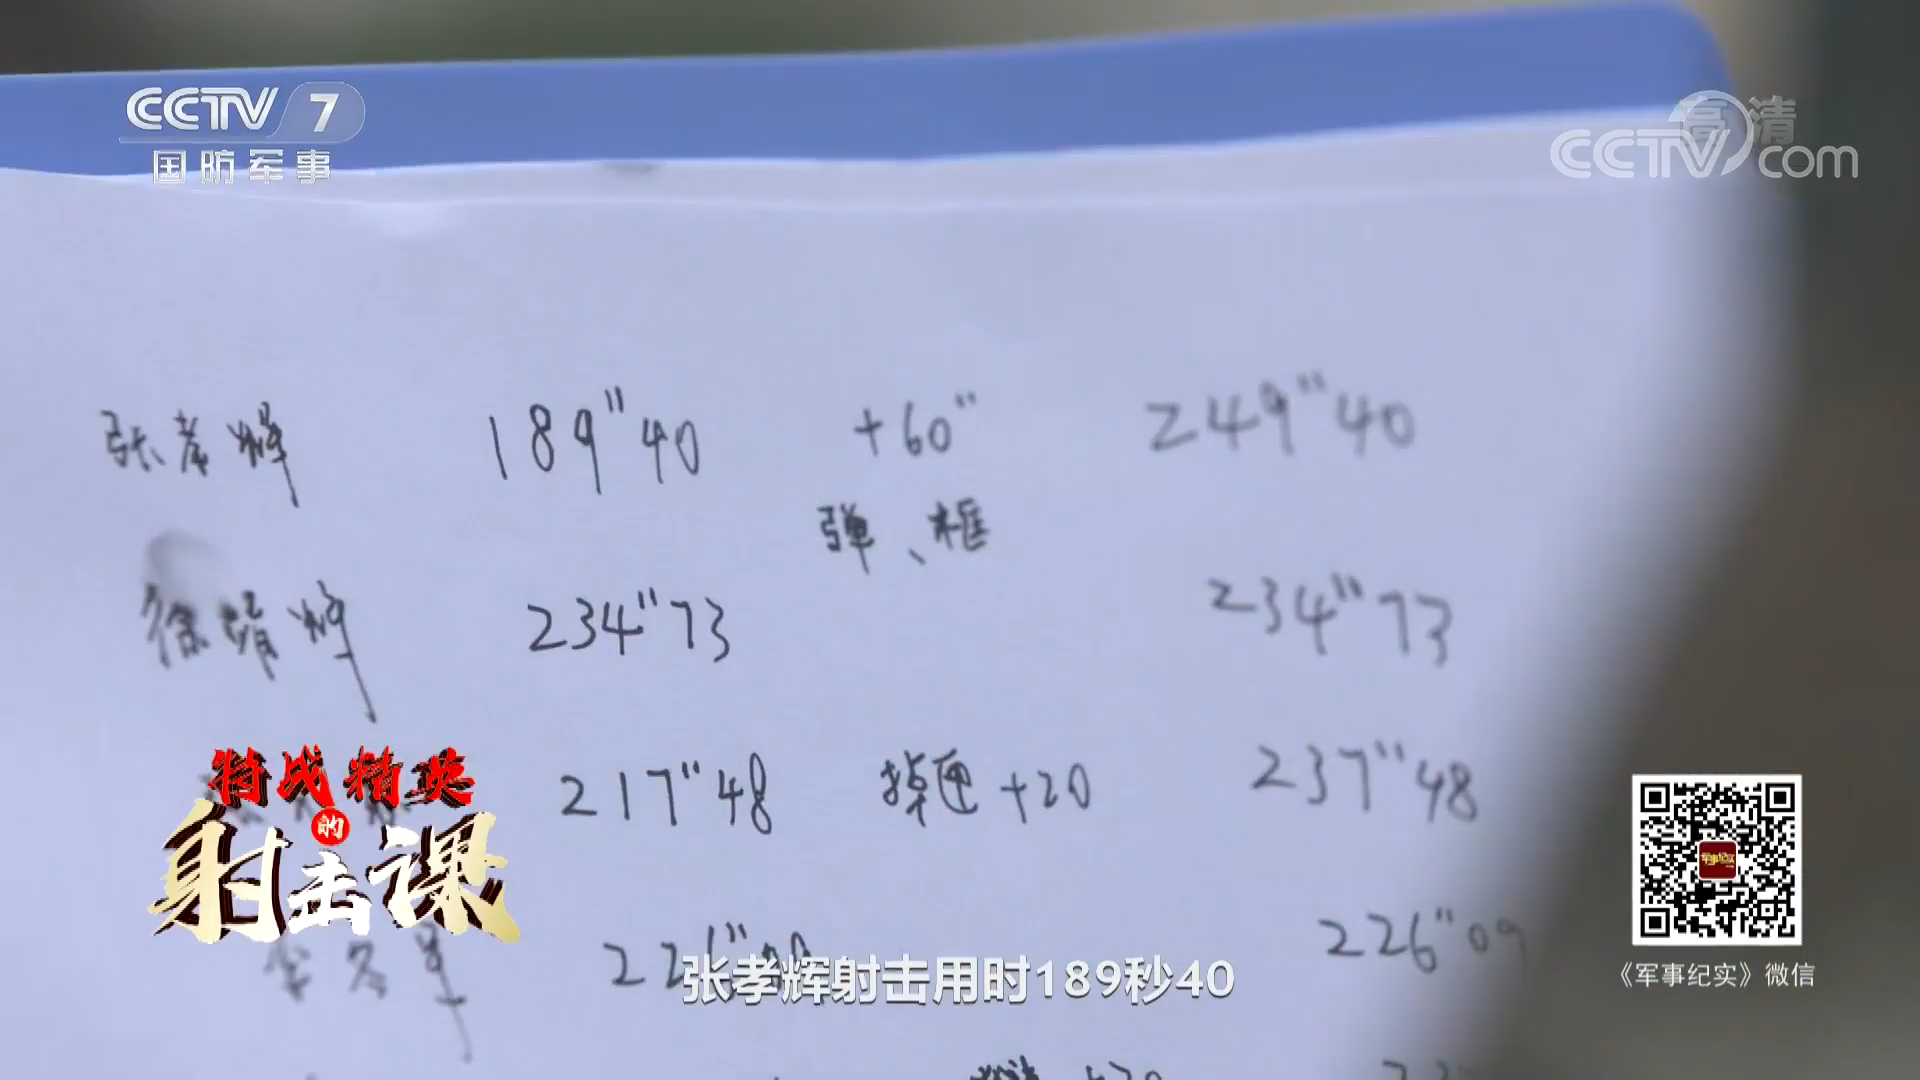 CCTV 7
国防军事
高清
CCTV.com
张孝辉 189"40 +60" 249"40
弹、框
徐 辉 234"73 234"73
217"48 掉匣 +20 237"48
226"09
特战精英
的
射击课
张孝辉射击用时189秒40
《军事纪实》微信